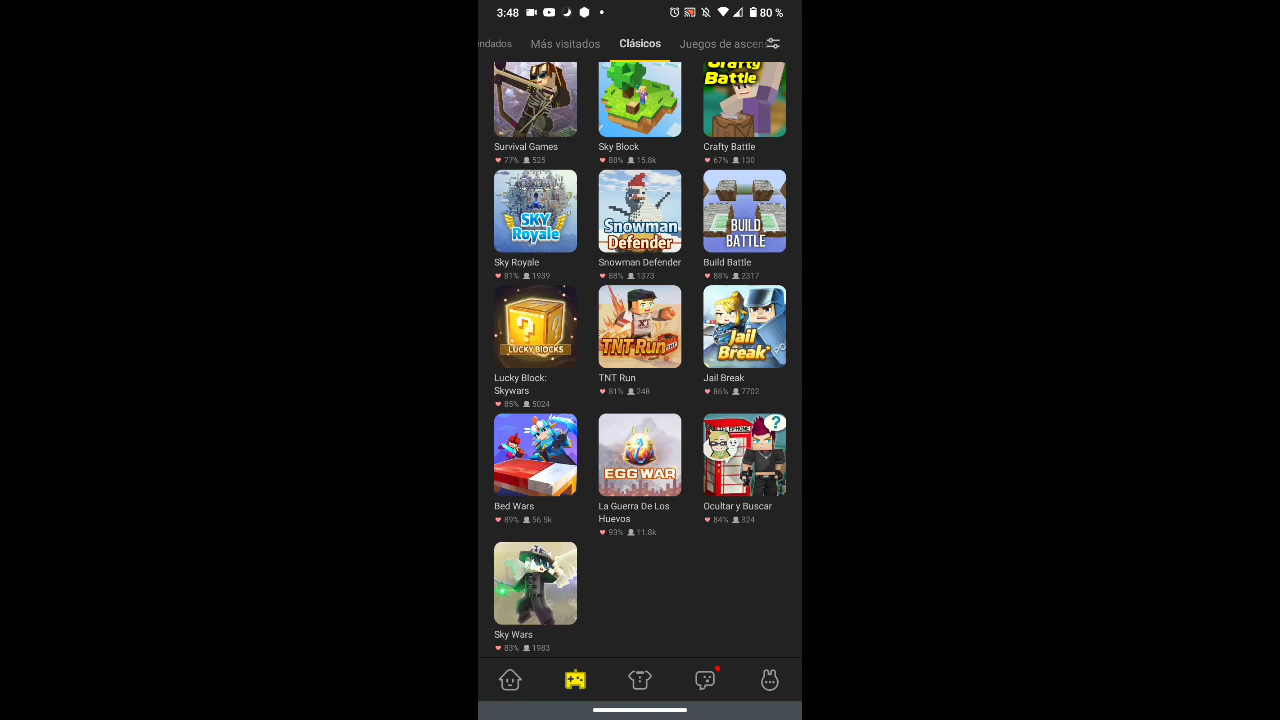 3:48
80 %
endados Más visitados Clásicos Juegos de ascen
Crafty
Battle
Survival Games Sky Block Crafty Battle
77% 525 88% 15.8k 67% 130
SKY
Royale
Snowman
Defender
BUILD
BATTLE
Sky Royale Snowman Defender Build Battle
81% 1939 88% 1373 88% 2317
?
LUCKY BLOCKS
TNT Run
Jail
Break
Lucky Block:
Skywars
TNT Run Jail Break
85% 5024 81% 248 86% 7702
EGG WAR
TELEPHONE
?
Bed Wars La Guerra De Los
Huevos
Ocultar y Buscar
89% 56.5k 93% 11.8k 84% 324
Sky Wars
83% 1983